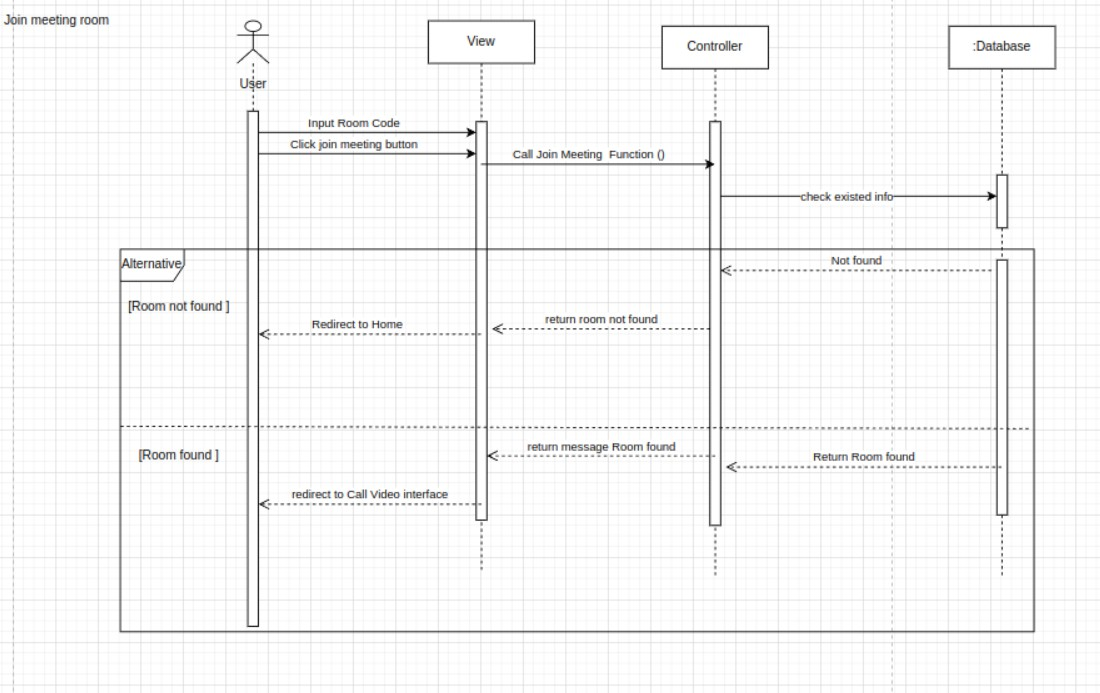 Join meeting room
View
Controller
:Database
User
Input Room Code
Click join meeting button
Call Join Meeting  Function ()
check existed info
Alternative
Not found
[Room not found ]
return room not found
Redirect to Home
[Room found ]
return message Room found
Return Room found
redirect to Call Video interface